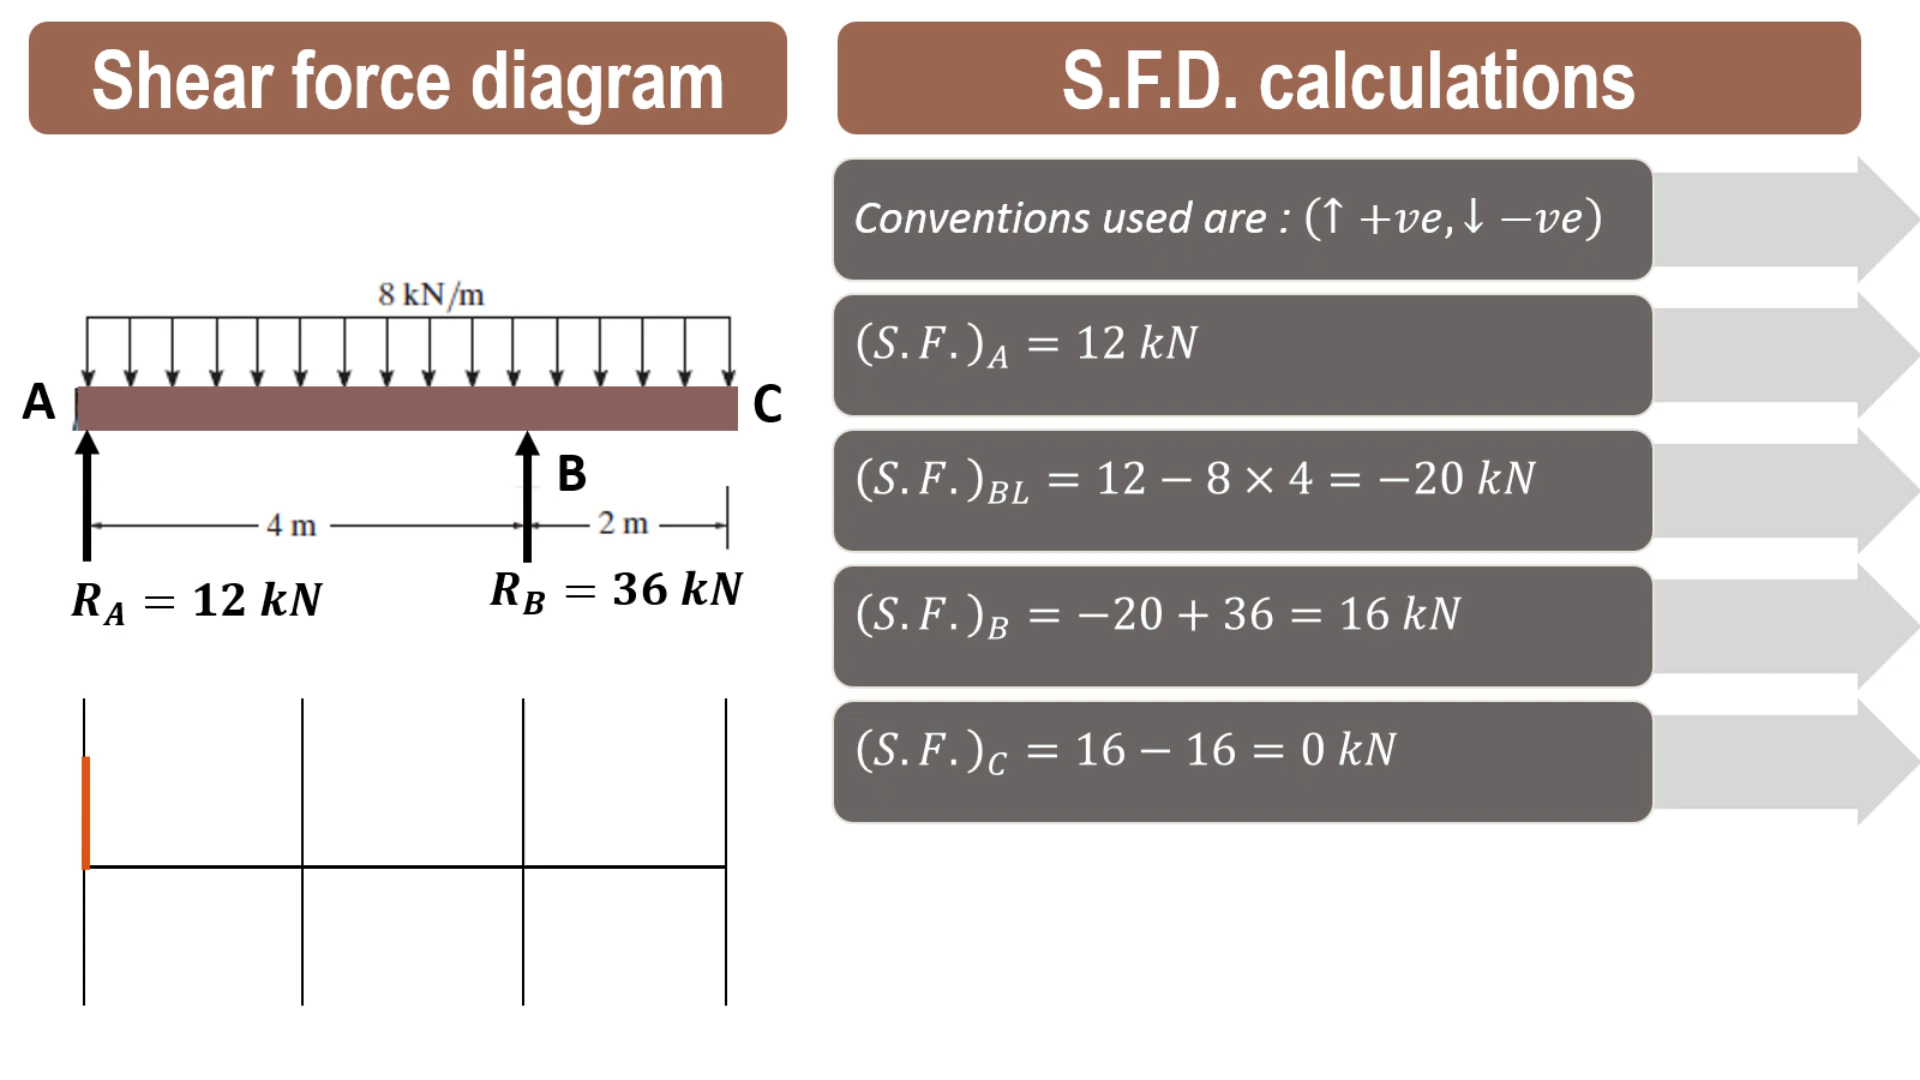 Shear force diagram
S.F.D. calculations
Conventions used are : (↑ +ve,↓ −ve)
(S.F.)_A = 12 kN
(S.F.)_BL = 12 − 8 × 4 = −20 kN
(S.F.)_B = −20 + 36 = 16 kN
(S.F.)_C = 16 − 16 = 0 kN
8 kN/m
A
C
B
4 m
2 m
R_A = 12 kN
R_B = 36 kN